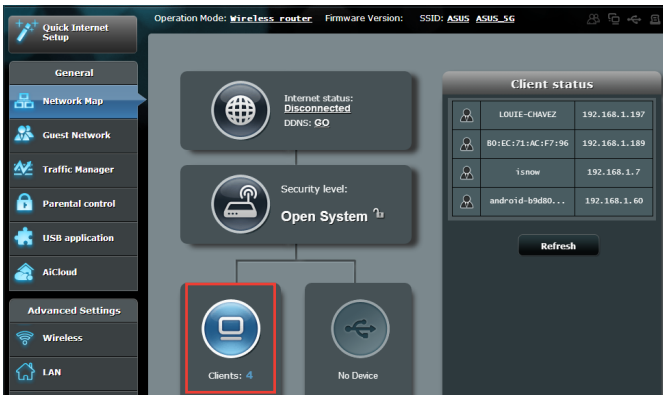 Operation Mode: Wireless router Firmware Version: SSID: ASUS ASUS_5G
Quick Internet
Setup
General
Network Map
Guest Network
Traffic Manager
Parental control
USB application
AiCloud
Advanced Settings
Wireless
LAN
Internet status:
Disconnected
DDNS: GO
Security level:
Open System
Clients: 4
No Device
Client status
LOUIE-CHAVEZ 192.168.1.197
B0:EC:71:AC:F7:96 192.168.1.189
isnow 192.168.1.7
android-b9d80... 192.168.1.60
Refresh